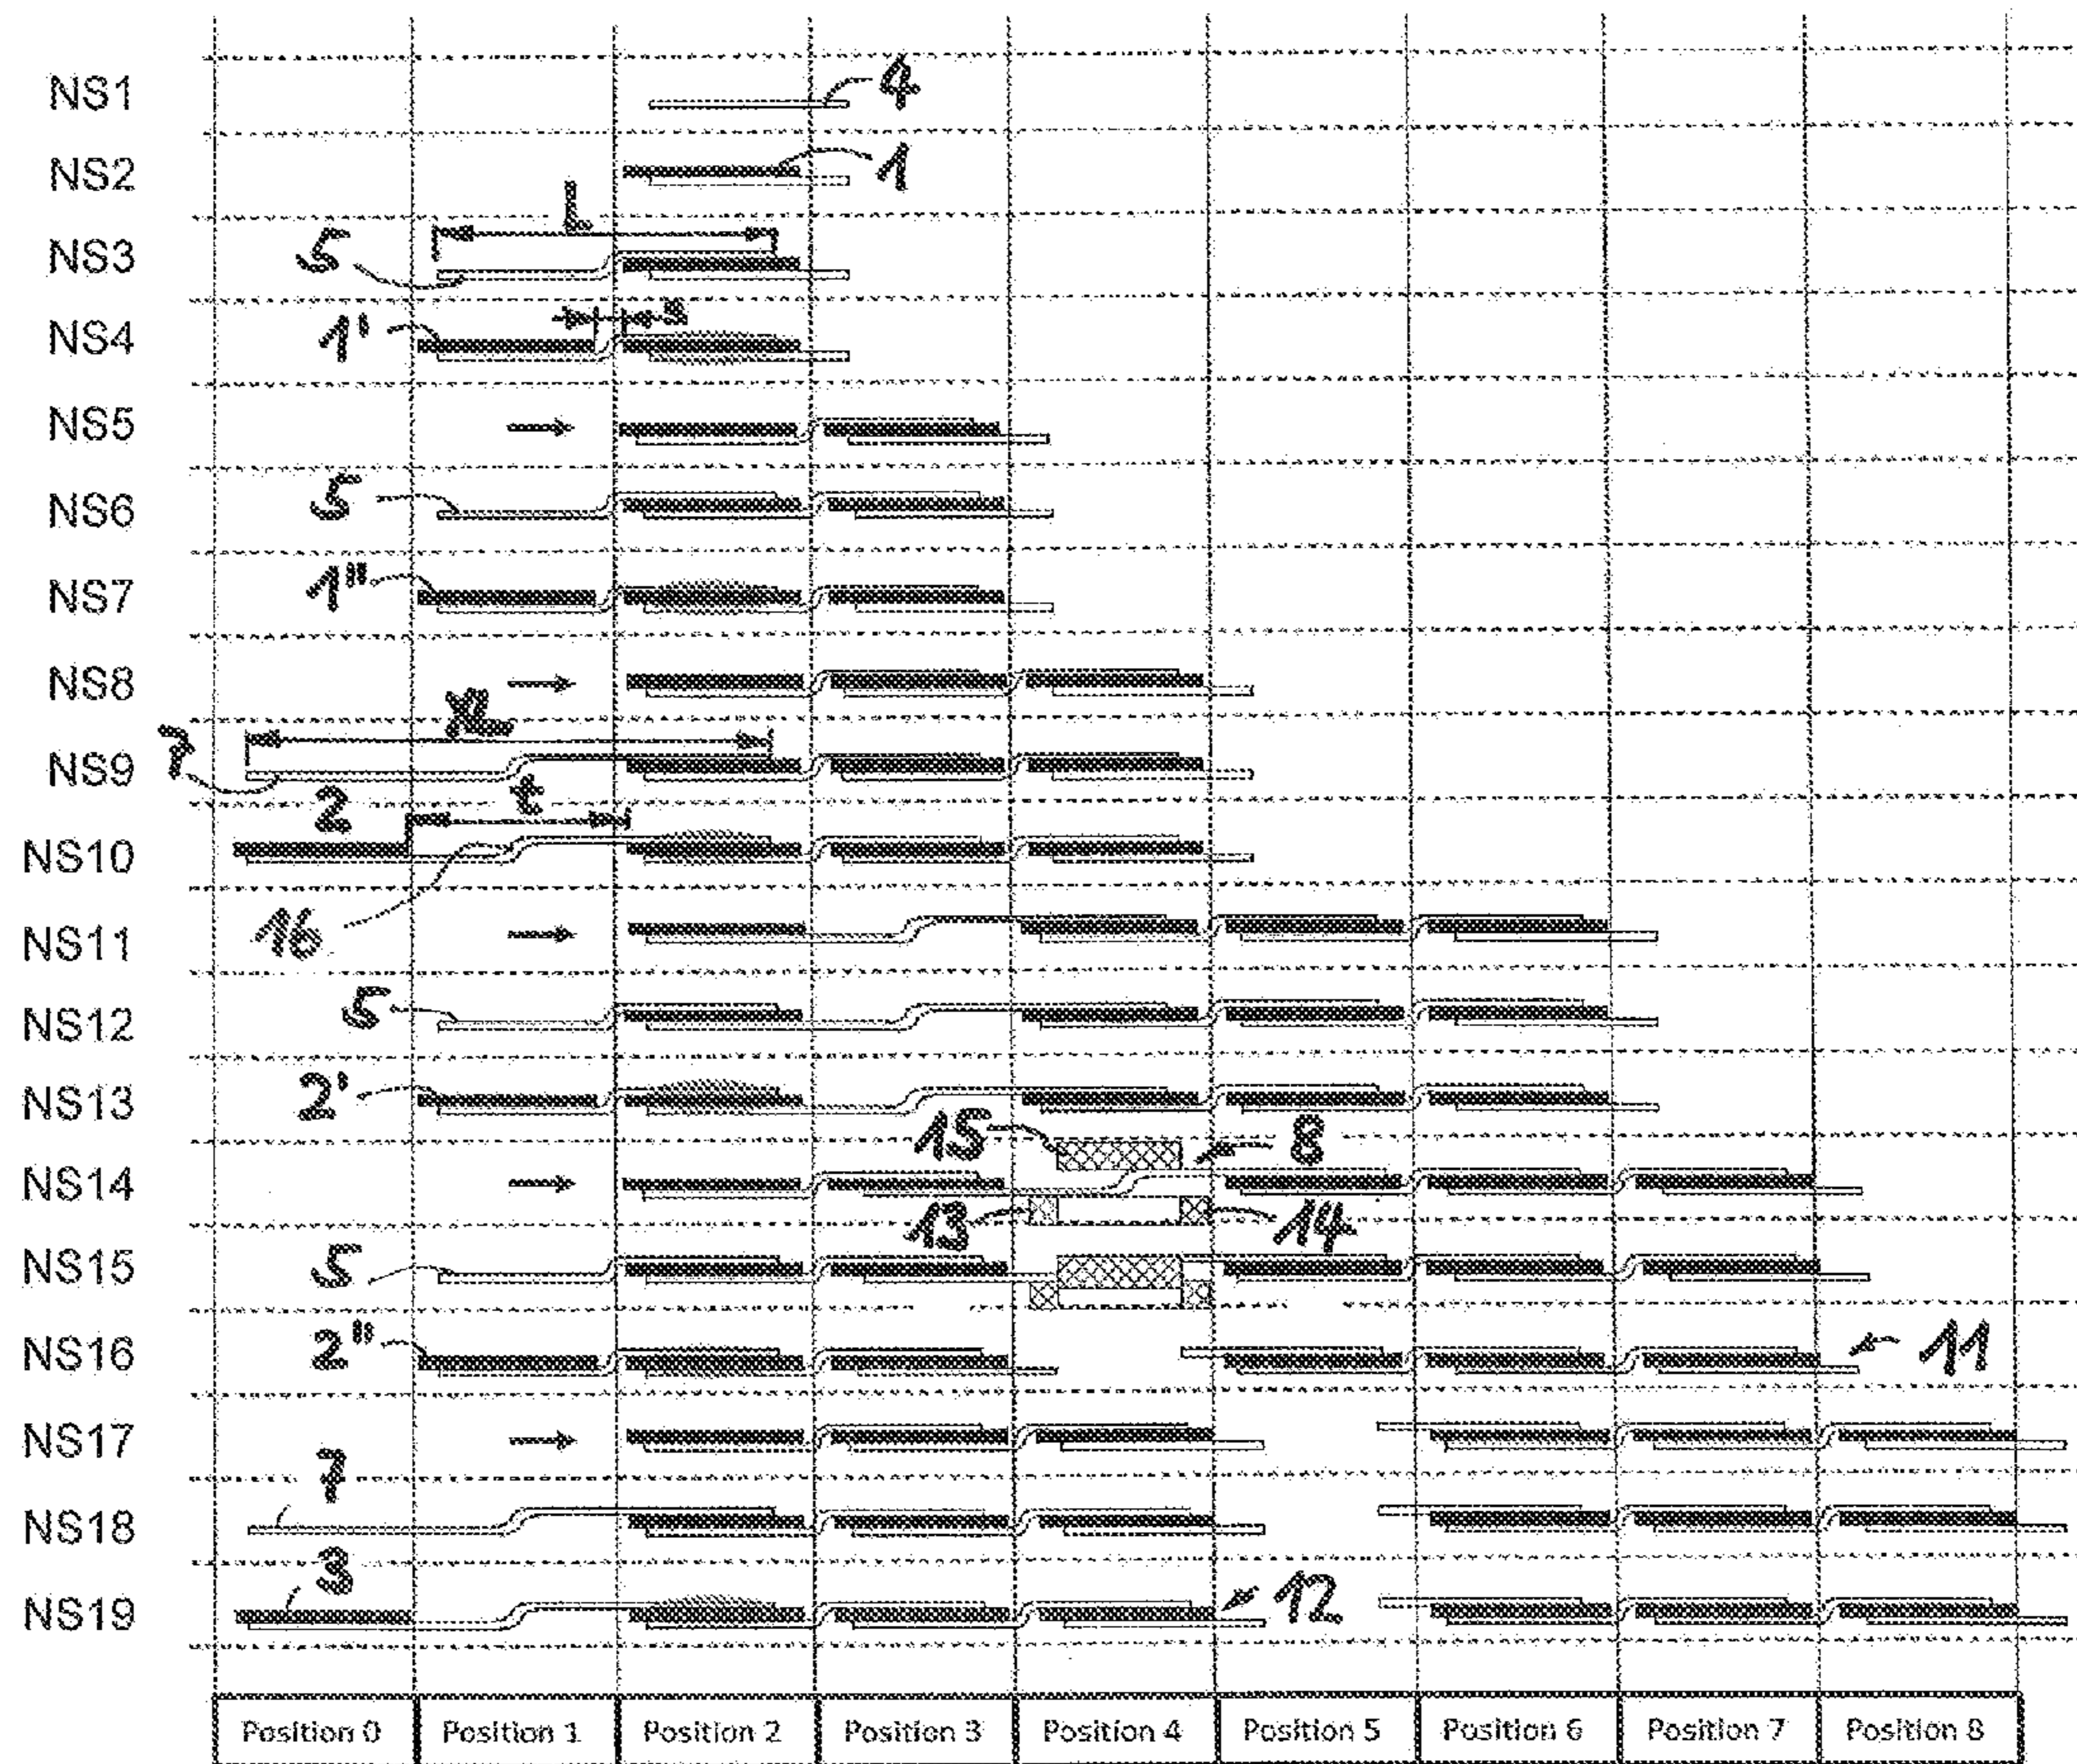 NS1 4
NS2 1
L
NS3 5
NS4 1' s
NS5
NS6 5
NS7 1"
NS8
XL
NS9 7
2 t
NS10
16
NS11
NS12 5
NS13 2'
15 8
NS14
13 14
NS15 5
NS16 2" 11
NS17
7
NS18
3
NS19 12
Position 0 Position 1 Position 2 Position 3 Position 4 Position 5 Position 6 Position 7 Position 8